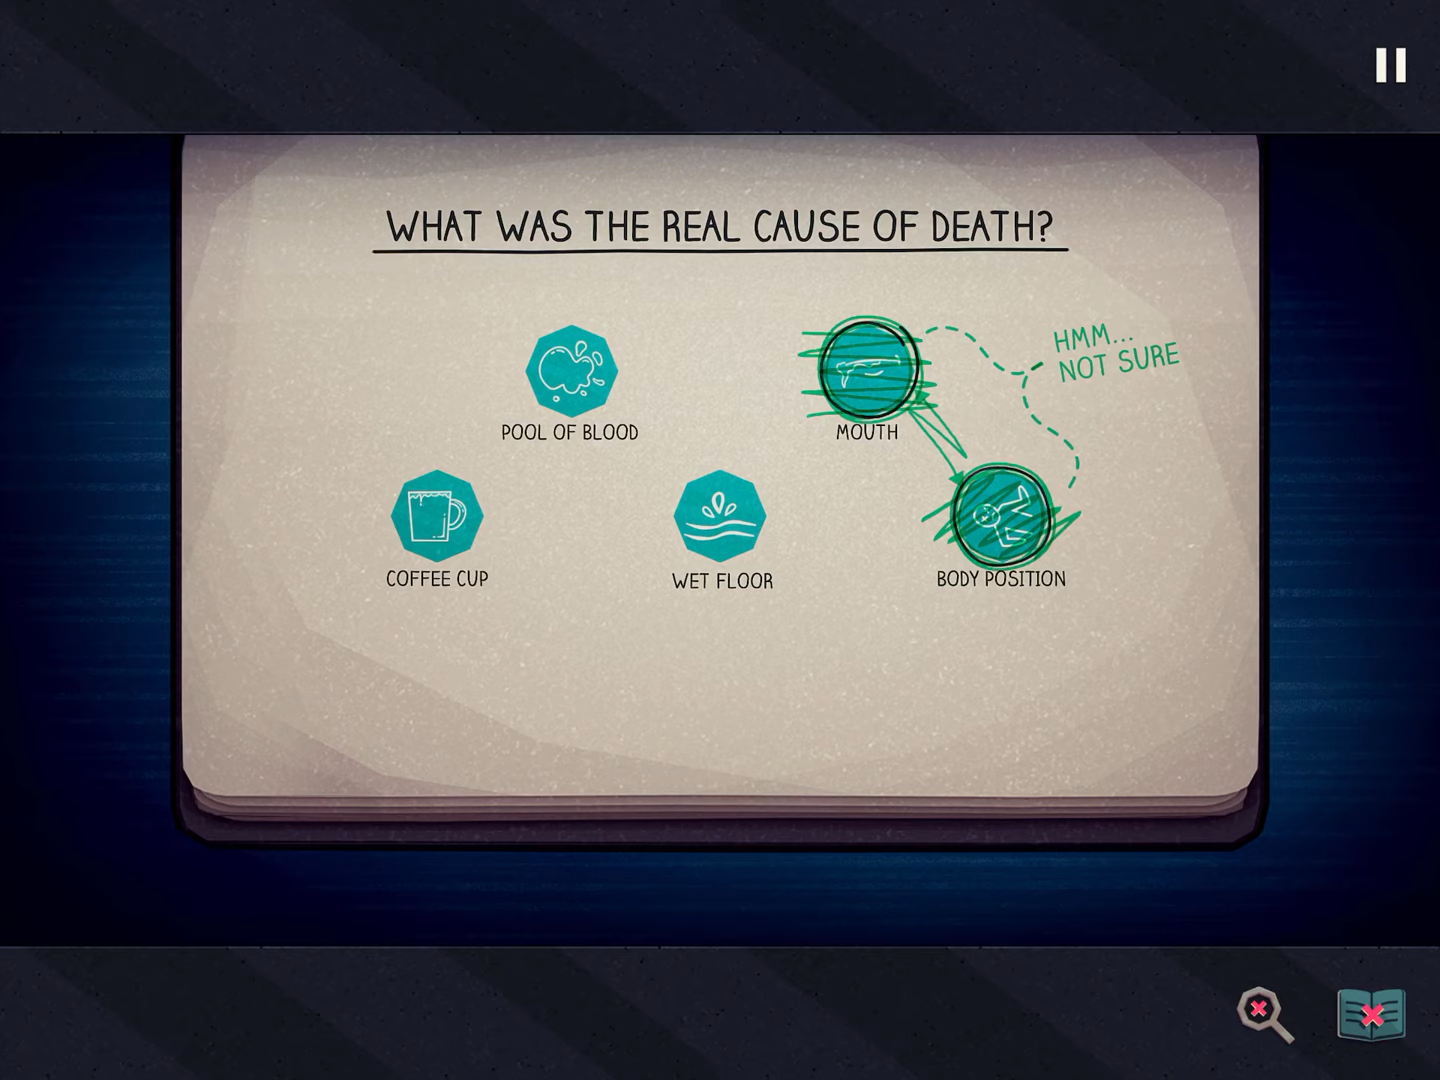 WHAT WAS THE REAL CAUSE OF DEATH?
HMM...
NOT SURE
POOL OF BLOOD
MOUTH
COFFEE CUP
WET FLOOR
BODY POSITION